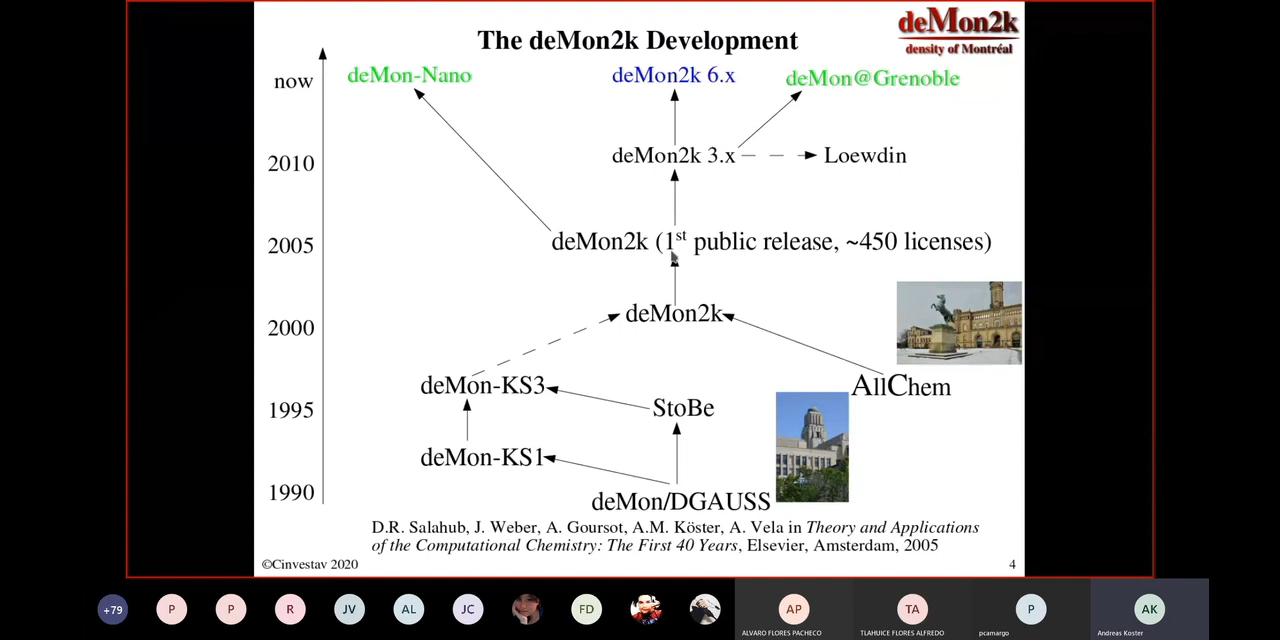 deMon2k
density of Montréal
The deMon2k Development
now
deMon-Nano
deMon2k 6.x
deMon@Grenoble
2010
deMon2k 3.x
Loewdin
2005
deMon2k (1st public release, ~450 licenses)
2000
deMon2k
deMon-KS3
AllChem
1995
StoBe
deMon-KS1
1990
deMon/DGAUSS
D.R. Salahub, J. Weber, A. Goursot, A.M. Köster, A. Vela in Theory and Applications
of the Computational Chemistry: The First 40 Years, Elsevier, Amsterdam, 2005
©Cinvestav 2020
4
+79
P
P
R
JV
AL
JC
FD
AP
TA
P
AK
ALVARO FLORES PACHECO
TLAHUICE FLORES ALFREDO
pcamargo
Andreas Koster